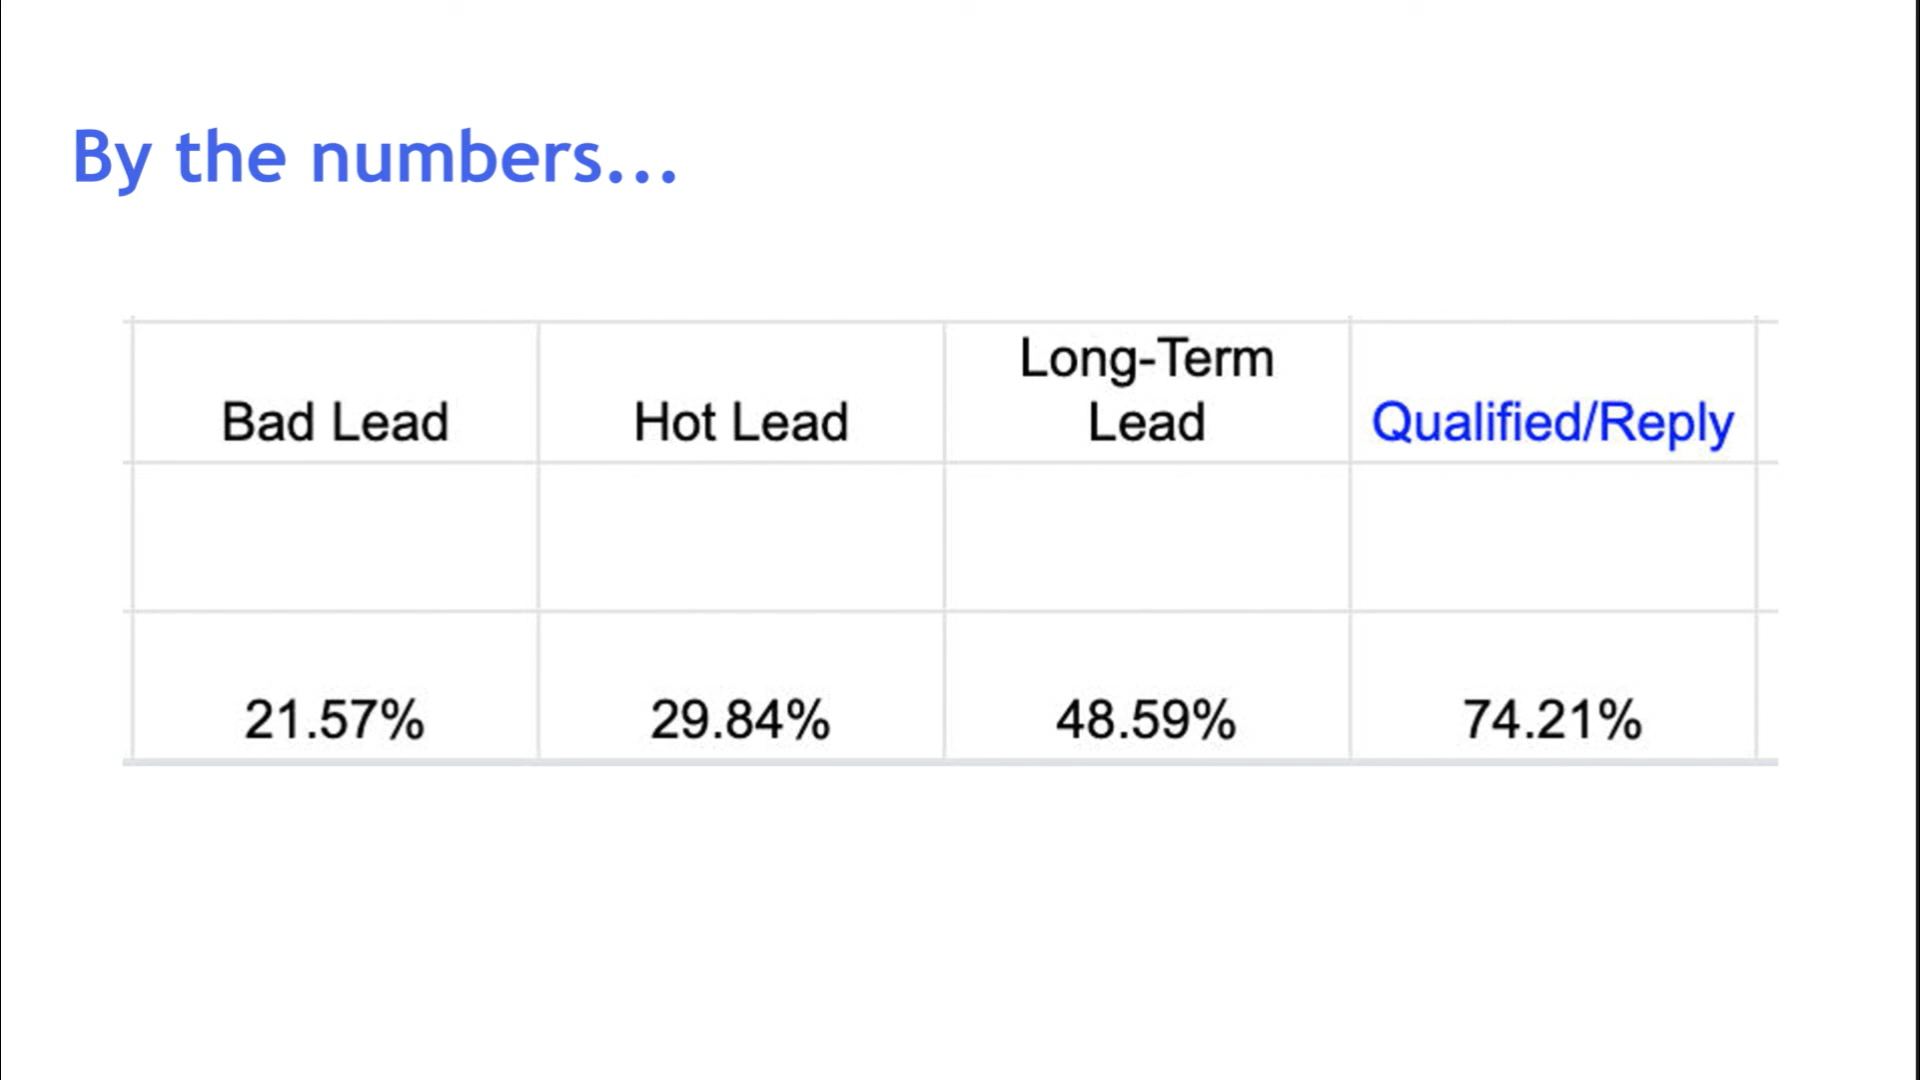 By the numbers...
Bad Lead
Hot Lead
Long-Term
Lead
Qualified/Reply
21.57%
29.84%
48.59%
74.21%